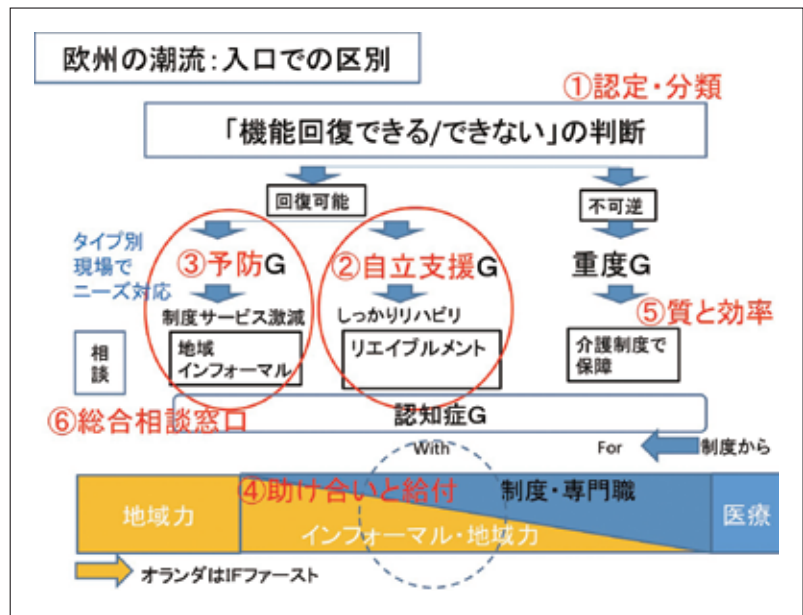 欧州の潮流：入口での区別
①認定・分類
「機能回復できる/できない」の判断
回復可能
不可逆
タイプ別
現場で
ニーズ対応
③予防G
②自立支援G
重度G
制度サービス激減
しっかりリハビリ
⑤質と効率
相談
地域
インフォーマル
リエイブルメント
介護制度で
保障
⑥総合相談窓口
認知症G
With
For
制度から
④助け合いと給付
制度・専門職
地域力
インフォーマル・地域力
医療
オランダはIFファースト